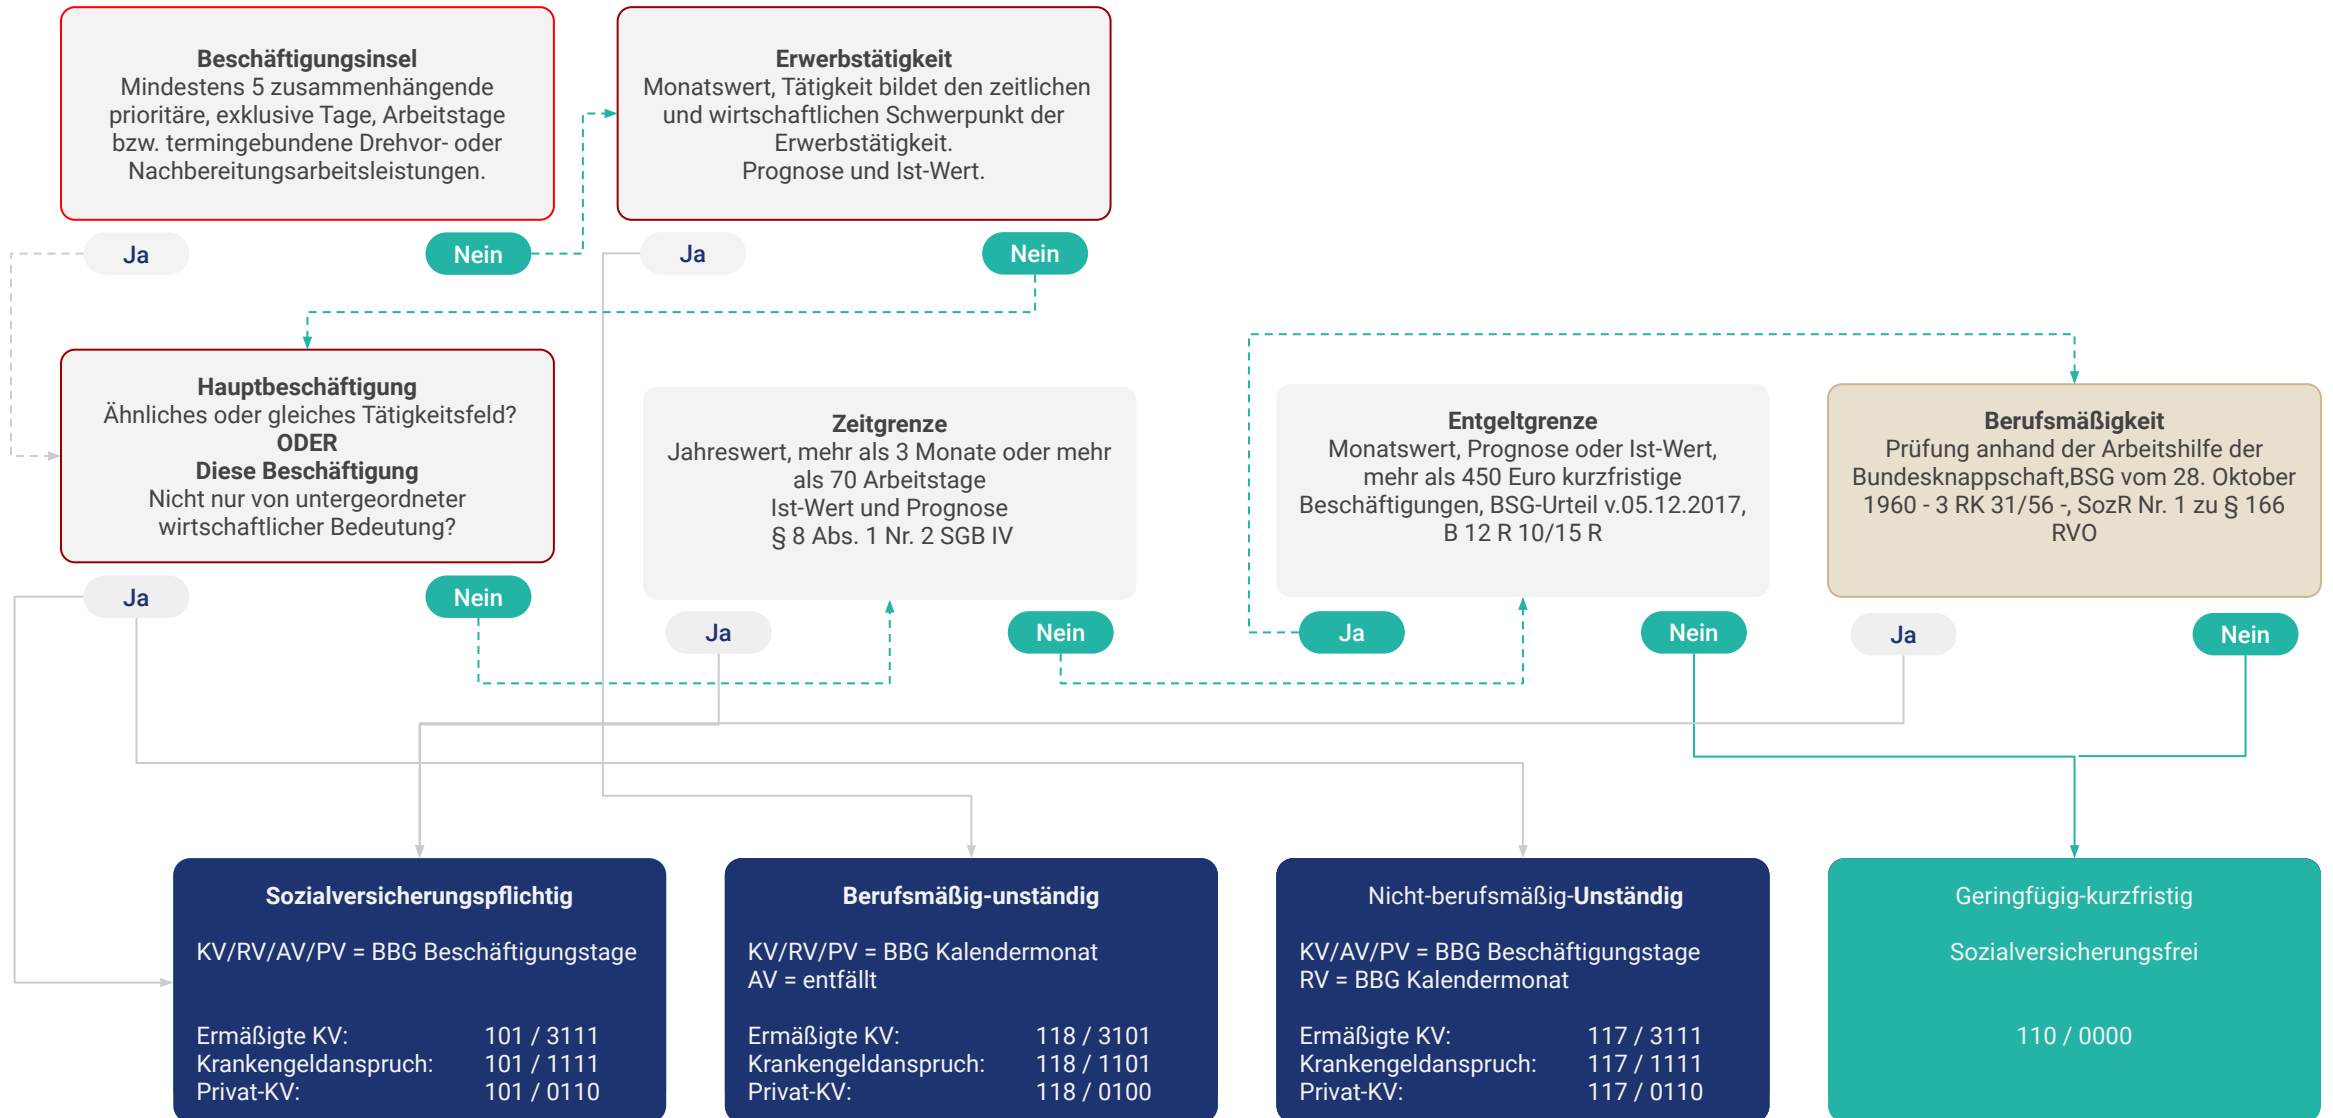 Beschäftigungsinsel
Mindestens 5 zusammenhängende
prioritäre, exklusive Tage, Arbeitstage
bzw. termingebundene Drehvor- oder
Nachbereitungsarbeitsleistungen.
Ja
Nein
Erwerbstätigkeit
Monatswert, Tätigkeit bildet den zeitlichen
und wirtschaftlichen Schwerpunkt der
Erwerbstätigkeit.
Prognose und Ist-Wert.
Ja
Nein
Hauptbeschäftigung
Ähnliches oder gleiches Tätigkeitsfeld?
ODER
Diese Beschäftigung
Nicht nur von untergeordneter
wirtschaftlicher Bedeutung?
Ja
Nein
Zeitgrenze
Jahreswert, mehr als 3 Monate oder mehr
als 70 Arbeitstage
Ist-Wert und Prognose
§ 8 Abs. 1 Nr. 2 SGB IV
Ja
Nein
Entgeltgrenze
Monatswert, Prognose oder Ist-Wert,
mehr als 450 Euro kurzfristige
Beschäftigungen, BSG-Urteil v.05.12.2017,
B 12 R 10/15 R
Ja
Nein
Berufsmäßigkeit
Prüfung anhand der Arbeitshilfe der
Bundesknappschaft,BSG vom 28. Oktober
1960 - 3 RK 31/56 -, SozR Nr. 1 zu § 166
RVO
Ja
Nein
Sozialversicherungspflichtig
KV/RV/AV/PV = BBG Beschäftigungstage
Ermäßigte KV: 101 / 3111
Krankengeldanspruch: 101 / 1111
Privat-KV: 101 / 0110
Berufsmäßig-unständig
KV/RV/PV = BBG Kalendermonat
AV = entfällt
Ermäßigte KV: 118 / 3101
Krankengeldanspruch: 118 / 1101
Privat-KV: 118 / 0100
Nicht-berufsmäßig-Unständig
KV/AV/PV = BBG Beschäftigungstage
RV = BBG Kalendermonat
Ermäßigte KV: 117 / 3111
Krankengeldanspruch: 117 / 1111
Privat-KV: 117 / 0110
Geringfügig-kurzfristig
Sozialversicherungsfrei
110 / 0000